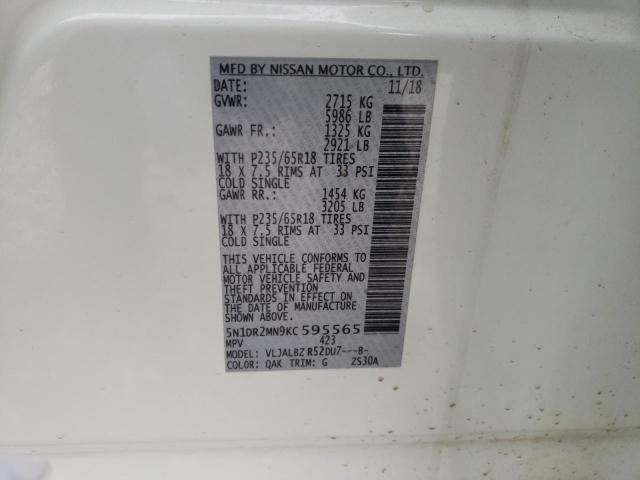 MFD BY NISSAN MOTOR CO., LTD.
DATE: 11/18
GVWR: 2715 KG
5986 LB
GAWR FR.: 1325 KG
2921 LB
WITH P235/65R18 TIRES
18 X 7.5 RIMS AT 33 PSI
COLD SINGLE
GAWR RR.: 1454 KG
3205 LB
WITH P235/65R18 TIRES
18 X 7.5 RIMS AT 33 PSI
COLD SINGLE
THIS VEHICLE CONFORMS TO
ALL APPLICABLE FEDERAL
MOTOR VEHICLE SAFETY AND
THEFT PREVENTION
STANDARDS IN EFFECT ON
THE DATE OF MANUFACTURE
SHOWN ABOVE.
5N1DR2MN9KC595565
MPV 423
MODEL: VLJALBZ R52DU7---B-
COLOR: QAK TRIM: G ZS30A